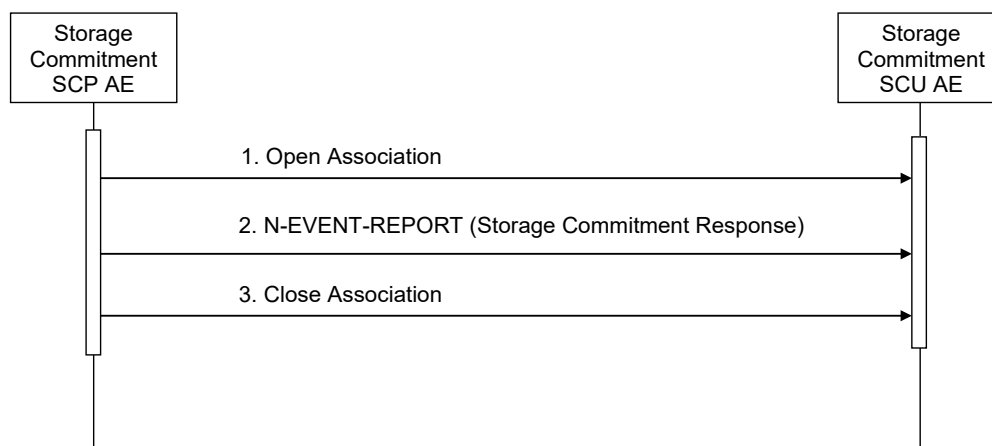 Storage
Commitment
SCP AE
Storage
Commitment
SCU AE
1. Open Association
2. N-EVENT-REPORT (Storage Commitment Response)
3. Close Association